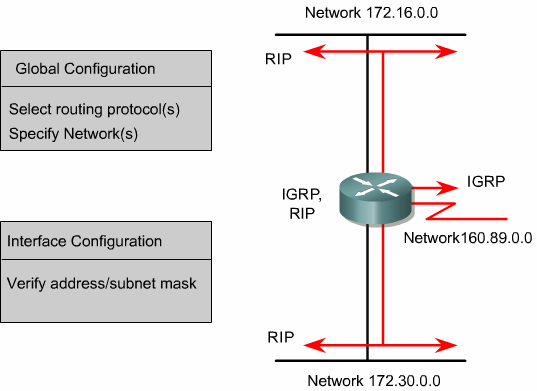 Network 172.16.0.0
RIP
Global Configuration
Select routing protocol(s)
Specify Network(s)
IGRP
IGRP,
RIP
Network160.89.0.0
Interface Configuration
Verify address/subnet mask
RIP
Network 172.30.0.0